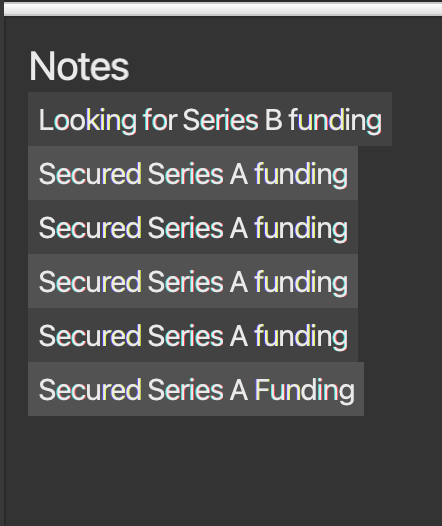 Notes
Looking for Series B funding
Secured Series A funding
Secured Series A funding
Secured Series A funding
Secured Series A funding
Secured Series A Funding